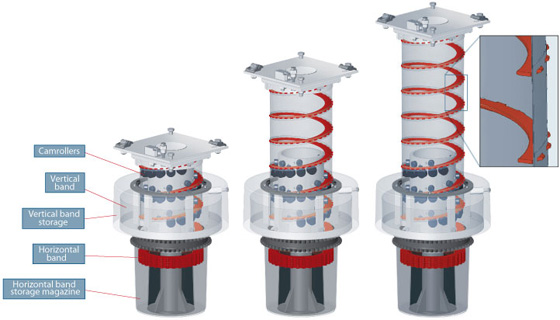 Camrollers
Vertical
band
Vertical band
storage
Horizontal
band
Horizontal band
storage magazine